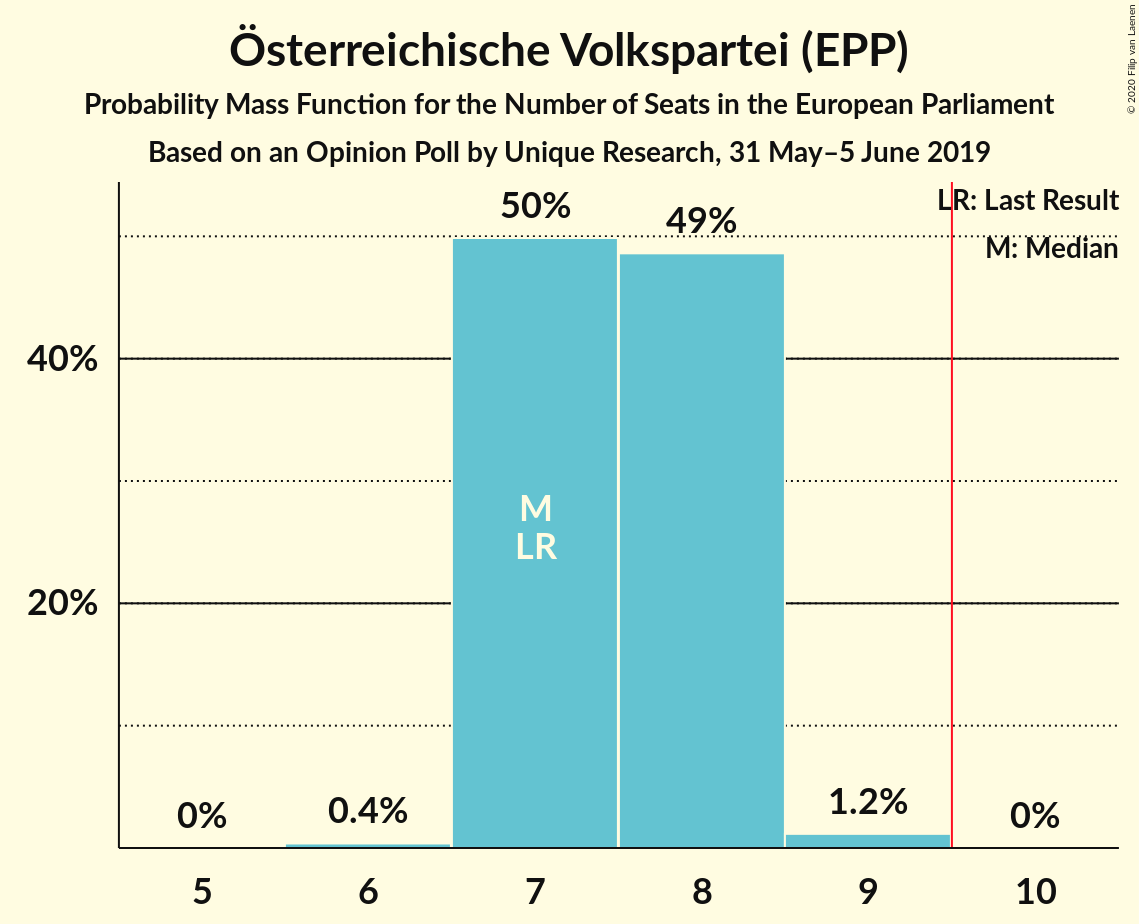 Österreichische Volkspartei (EPP)
Probability Mass Function for the Number of Seats in the European Parliament
Based on an Opinion Poll by Unique Research, 31 May–5 June 2019
© 2020 Filip van Laenen
LR: Last Result
M: Median
50%
49%
40%
20%
M
LR
0%
0.4%
1.2%
0%
5
6
7
8
9
10